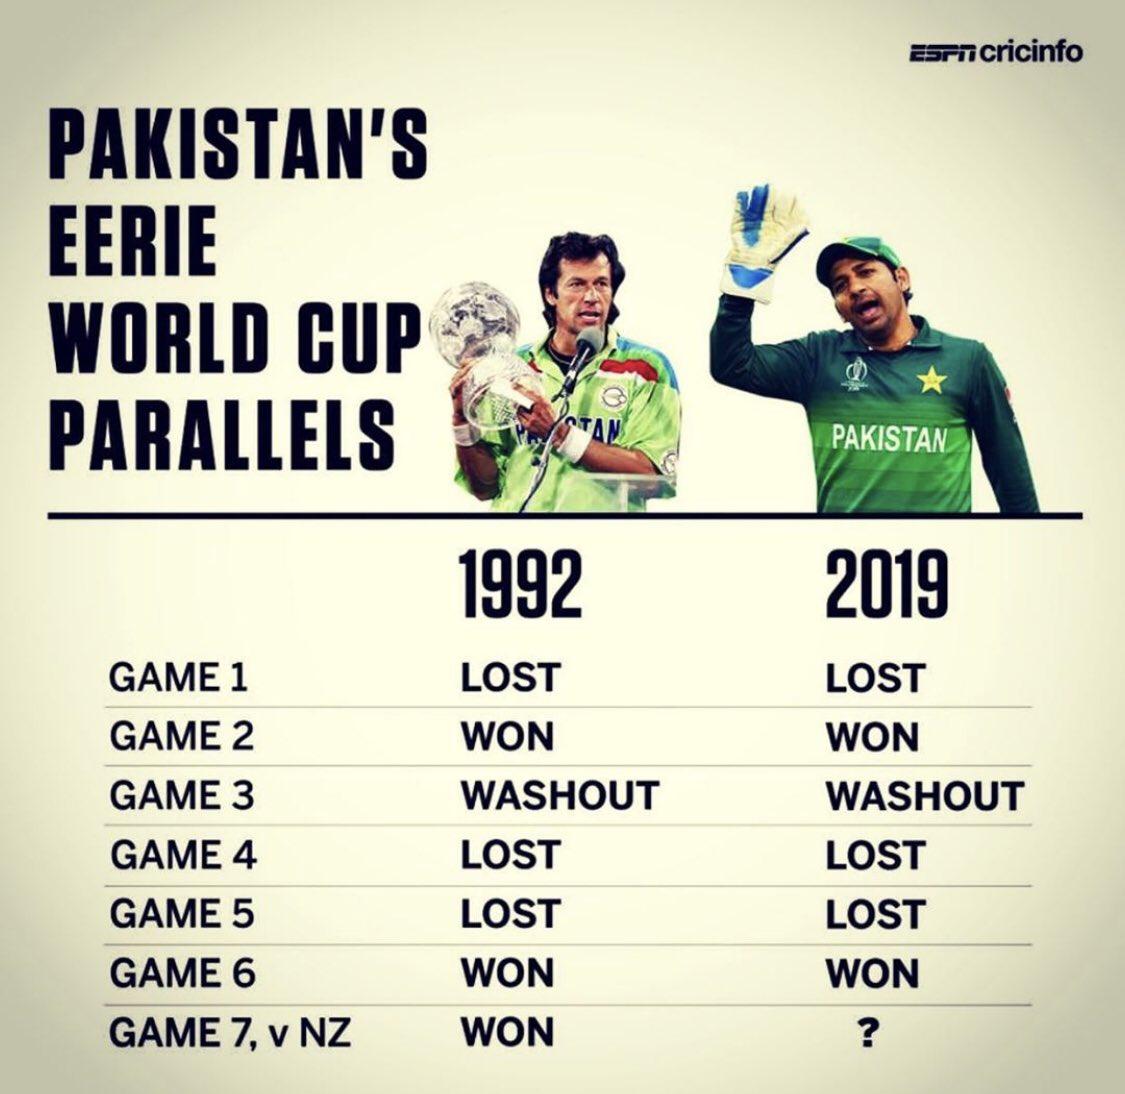 ESPN cricinfo
PAKISTAN'S
EERIE
WORLD CUP
PARALLELS
PAKISTAN
1992 2019
GAME 1 LOST LOST
GAME 2 WON WON
GAME 3 WASHOUT WASHOUT
GAME 4 LOST LOST
GAME 5 LOST LOST
GAME 6 WON WON
GAME 7, v NZ WON ?